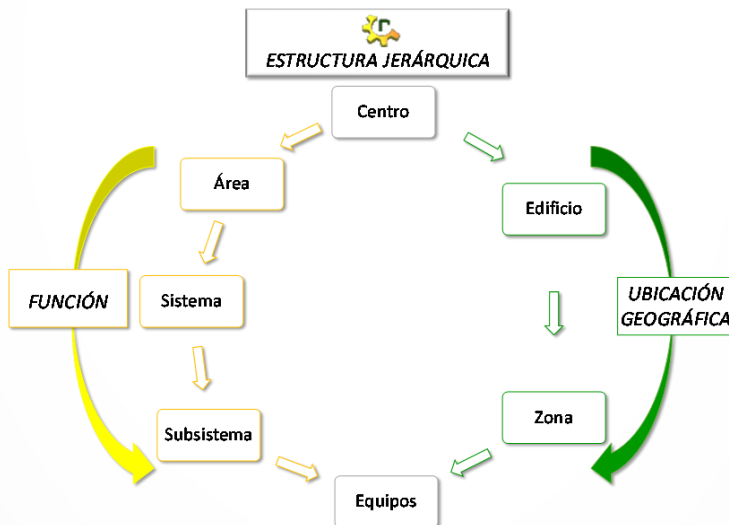 ESTRUCTURA JERÁRQUICA
Centro
Área
Edificio
FUNCIÓN
Sistema
UBICACIÓN
GEOGRÁFICA
Subsistema
Zona
Equipos